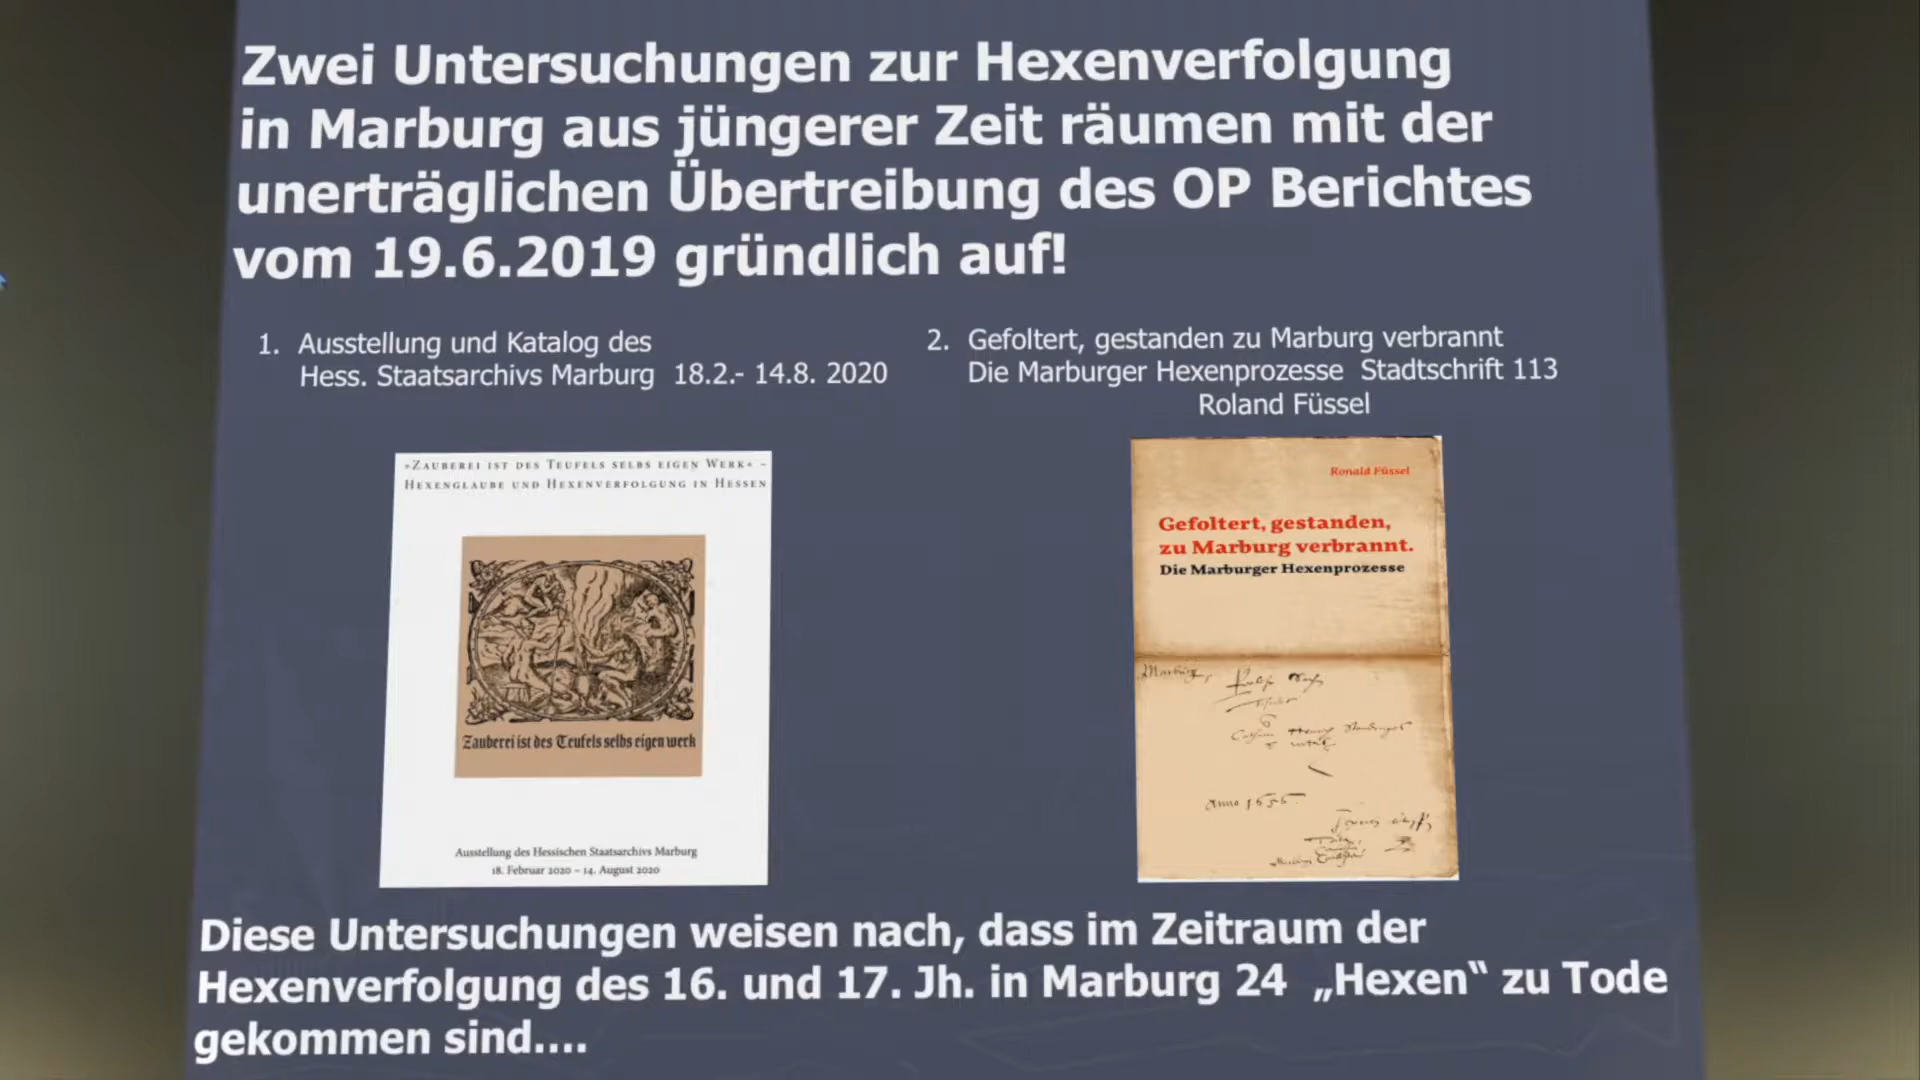 Zwei Untersuchungen zur Hexenverfolgung
in Marburg aus jüngerer Zeit räumen mit der
unerträglichen Übertreibung des OP Berichtes
vom 19.6.2019 gründlich auf!
1. Ausstellung und Katalog des
Hess. Staatsarchivs Marburg 18.2.- 14.8. 2020
2. Gefoltert, gestanden zu Marburg verbrannt
Die Marburger Hexenprozesse Stadtschrift 113
Roland Füssel
»Zauberei ist des Teufels selbs eigen Werk« –
Hexenglaube und Hexenverfolgung in Hessen
Zauberei ist des Teufels selbs eigen werk
Ausstellung des Hessischen Staatsarchivs Marburg
18. Februar 2020 – 14. August 2020
Ronald Füssel
Gefoltert, gestanden,
zu Marburg verbrannt.
Die Marburger Hexenprozesse
Marburg,
Anno 1656
Diese Untersuchungen weisen nach, dass im Zeitraum der
Hexenverfolgung des 16. und 17. Jh. in Marburg 24 „Hexen“ zu Tode
gekommen sind....